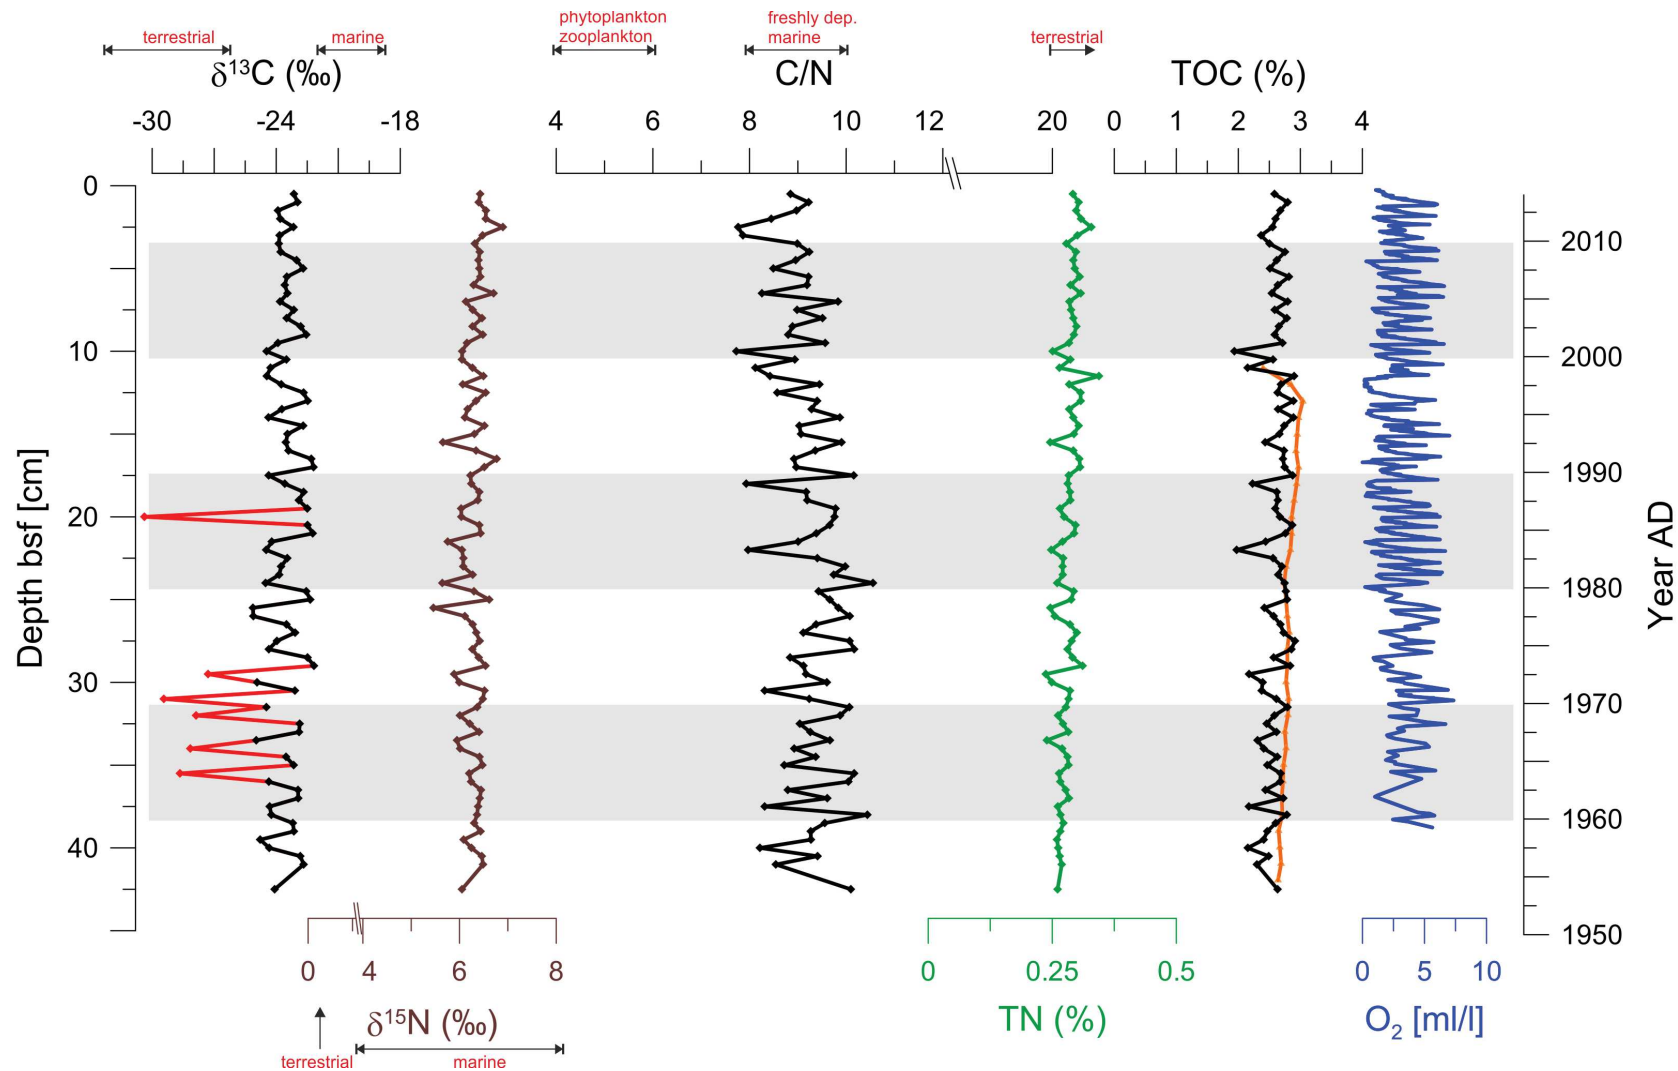 phytoplankton freshly dep.
terrestrial marine zooplankton marine terrestrial
δ¹³C (‰) C/N TOC (%)
-30 -24 -18 4 6 8 10 12 20 0 1 2 3 4
0
2010
10 2000
1990
20
1980
30
1970
1960
40
1950
Depth bsf [cm]
Year AD
0 4 6 8 0 0.25 0.5 0 5 10
δ¹⁵N (‰) TN (%) O₂ [ml/l]
terrestrial marine